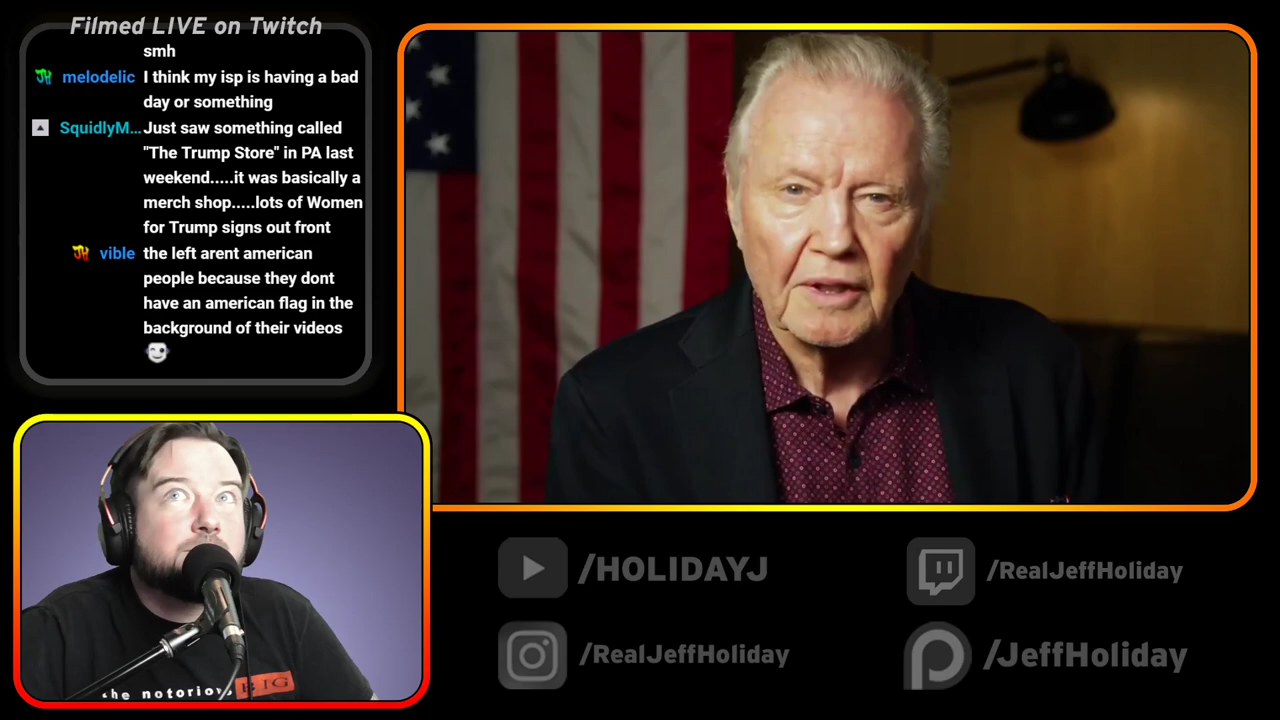 Filmed LIVE on Twitch
smh
melodelic I think my isp is having a bad
day or something
SquidlyM... Just saw something called
"The Trump Store" in PA last
weekend.....it was basically a
merch shop.....lots of Women
for Trump signs out front
vible the left arent american
people because they dont
have an american flag in the
background of their videos
the notorious BIG
/HOLIDAYJ
/RealJeffHoliday
/RealJeffHoliday
/JeffHoliday